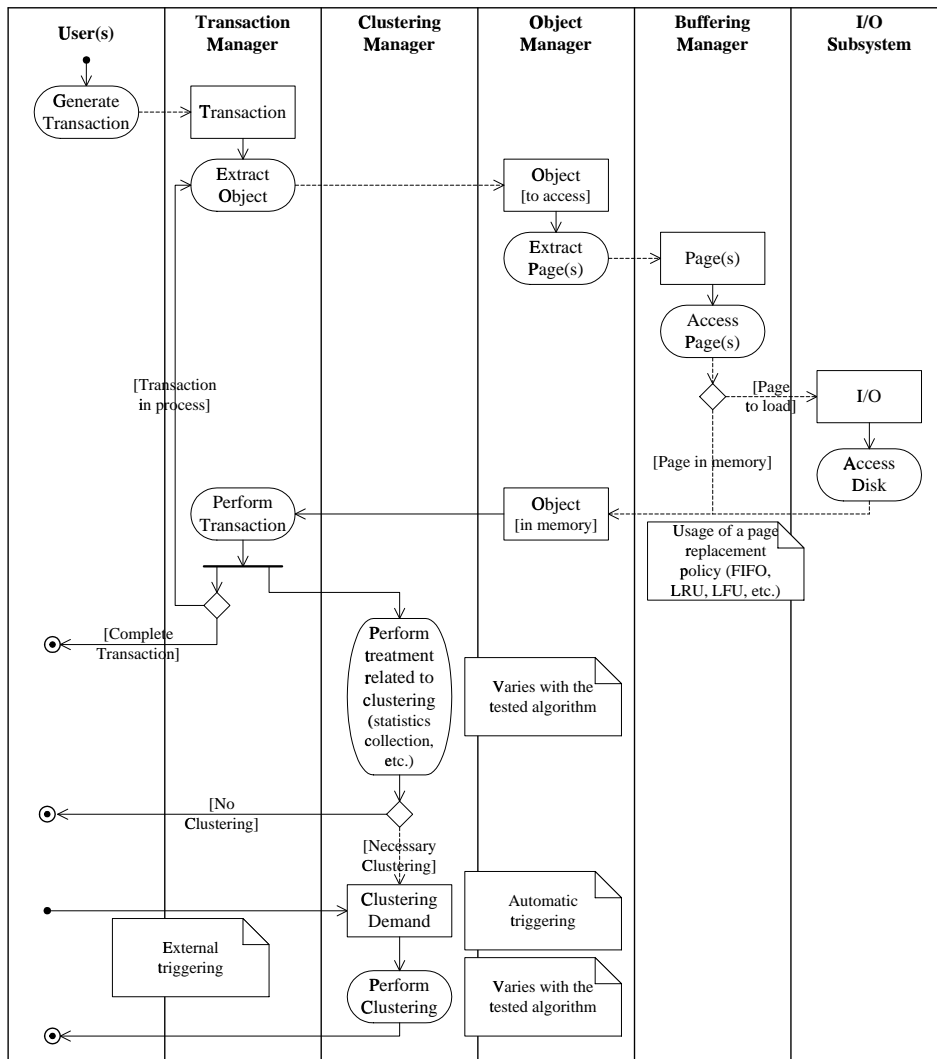 User(s)
Transaction
Manager
Clustering
Manager
Object
Manager
Buffering
Manager
I/O
Subsystem
Generate
Transaction
Transaction
Extract
Object
Object
[to access]
Extract
Page(s)
Page(s)
Access
Page(s)
[Transaction
in process]
[Page
to load]
I/O
[Page in memory]
Access
Disk
Perform
Transaction
Object
[in memory]
Usage of a page
replacement
policy (FIFO,
LRU, LFU, etc.)
[Complete
Transaction]
Perform
treatment
related to
clustering
(statistics
collection,
etc.)
Varies with the
tested algorithm
[No
Clustering]
[Necessary
Clustering]
Clustering
Demand
Automatic
triggering
External
triggering
Perform
Clustering
Varies with the
tested algorithm